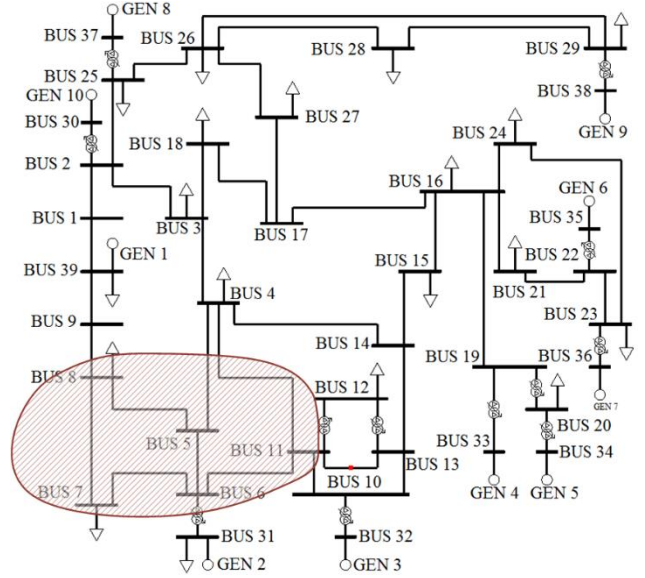 GEN 8
BUS 37
BUS 26
BUS 28
BUS 29
BUS 25
GEN 10
BUS 38
BUS 30
BUS 27
GEN 9
BUS 18
BUS 24
BUS 2
BUS 16
GEN 6
BUS 1
BUS 3
BUS 17
BUS 35
GEN 1
BUS 15
BUS 22
BUS 39
BUS 21
BUS 4
BUS 9
BUS 23
BUS 14
BUS 19
BUS 36
BUS 8
BUS 12
GEN 7
BUS 5
BUS 20
BUS 11
BUS 33
BUS 34
BUS 13
BUS 10
BUS 7
BUS 6
GEN 4
GEN 5
BUS 31
BUS 32
GEN 2
GEN 3